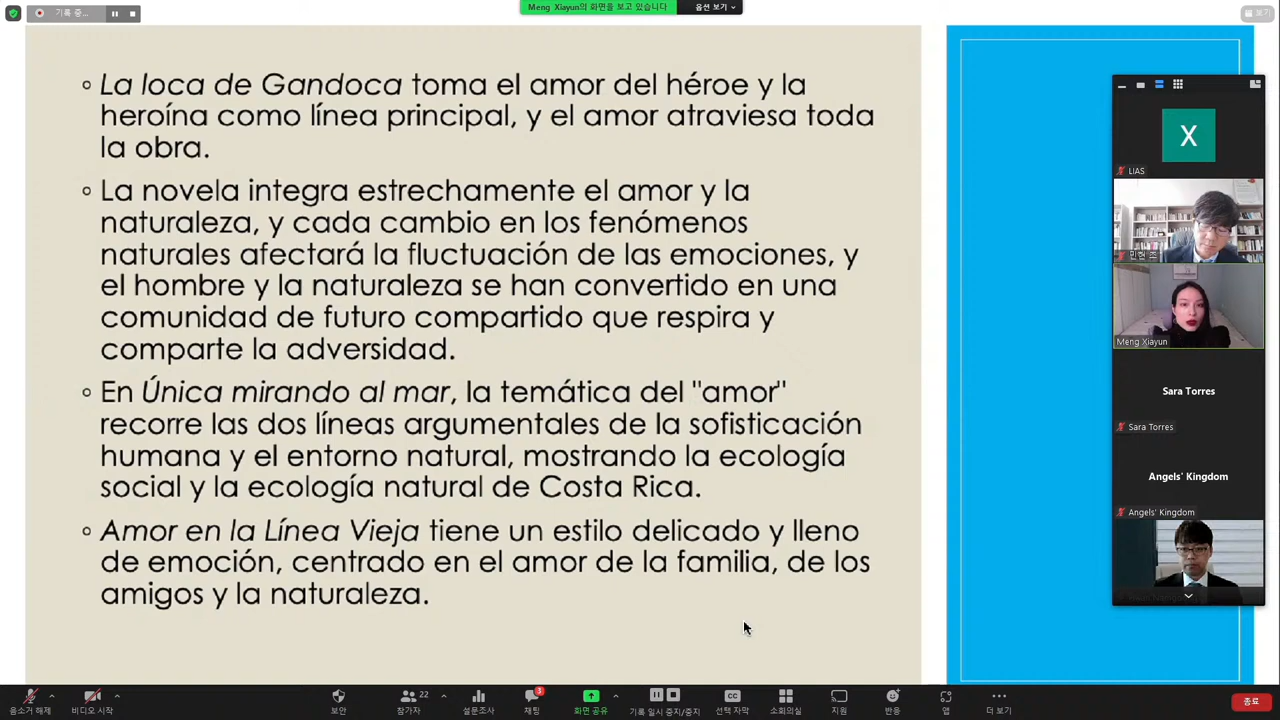 기록 중...
Meng Xiayun의 화면을 보고 있습니다
옵션 보기
보기
La loca de Gandoca toma el amor del héroe y la
heroína como línea principal, y el amor atraviesa toda
la obra.
La novela integra estrechamente el amor y la
naturaleza, y cada cambio en los fenómenos
naturales afectará la fluctuación de las emociones, y
el hombre y la naturaleza se han convertido en una
comunidad de futuro compartido que respira y
comparte la adversidad.
En Única mirando al mar, la temática del "amor"
recorre las dos líneas argumentales de la sofisticación
humana y el entorno natural, mostrando la ecología
social y la ecología natural de Costa Rica.
Amor en la Línea Vieja tiene un estilo delicado y lleno
de emoción, centrado en el amor de la familia, de los
amigos y la naturaleza.
X
LIAS
민현 조
Meng Xiayun
Sara Torres
Sara Torres
Angels' Kingdom
Angels' Kingdom
음소거 해제
비디오 시작
보안
22
참가자
설문조사
3
채팅
화면 공유
기록 일시 중지/중지
CC
선택 자막
소회의실
지원
반응
앱
더 보기
종료